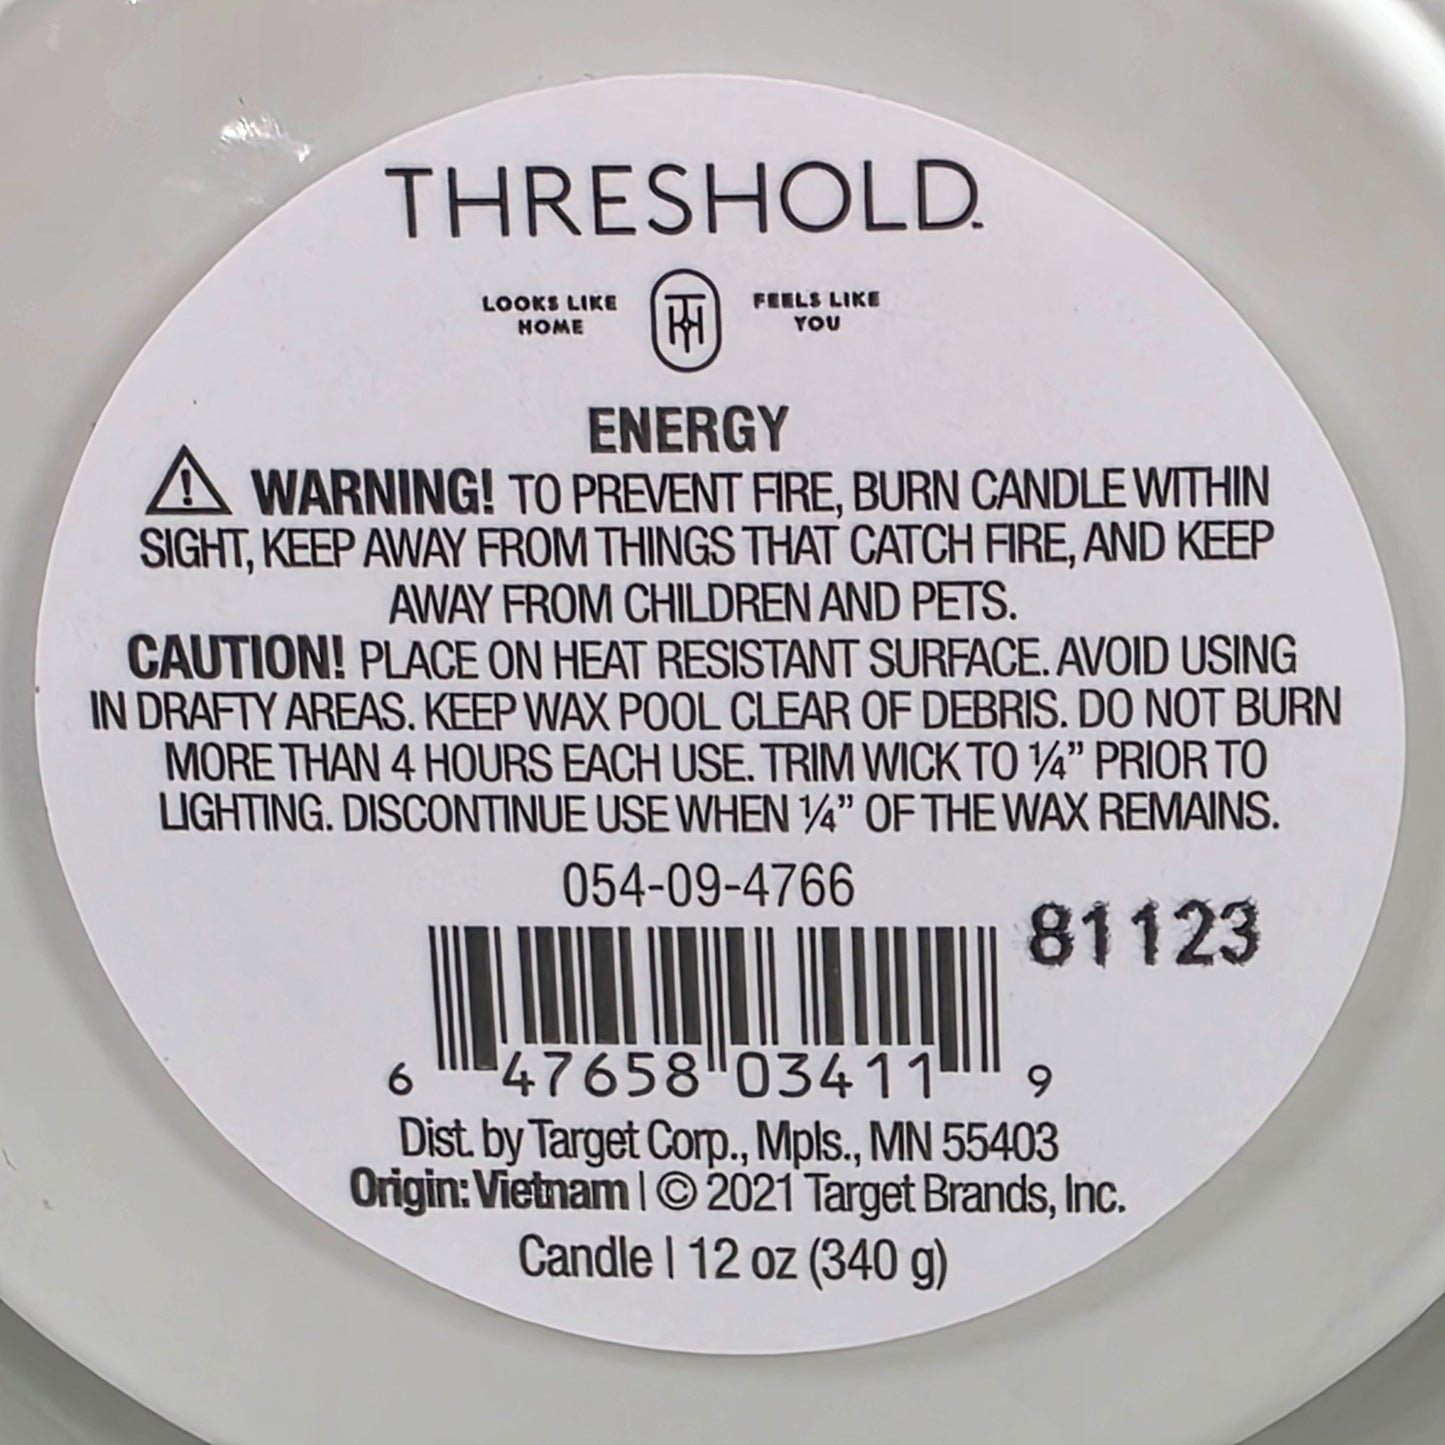 THRESHOLD™
LOOKS LIKE
HOME
TH
FEELS LIKE
YOU
ENERGY
WARNING! TO PREVENT FIRE, BURN CANDLE WITHIN
SIGHT, KEEP AWAY FROM THINGS THAT CATCH FIRE, AND KEEP
AWAY FROM CHILDREN AND PETS.
CAUTION! PLACE ON HEAT RESISTANT SURFACE. AVOID USING
IN DRAFTY AREAS. KEEP WAX POOL CLEAR OF DEBRIS. DO NOT BURN
MORE THAN 4 HOURS EACH USE. TRIM WICK TO ¼” PRIOR TO
LIGHTING. DISCONTINUE USE WHEN ¼” OF THE WAX REMAINS.
054-09-4766
81123
6 47658 03411 9
Dist. by Target Corp., Mpls., MN 55403
Origin: Vietnam | © 2021 Target Brands, Inc.
Candle | 12 oz (340 g)